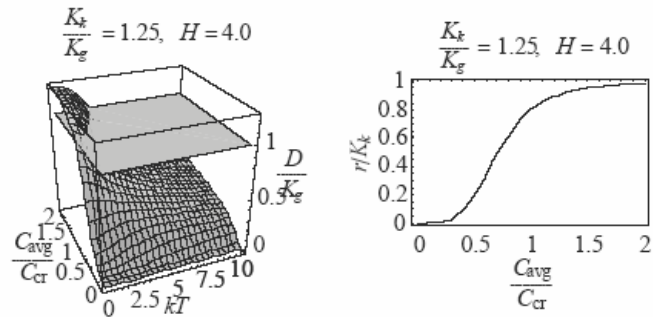 K_k/K_g = 1.25, H = 4.0
1
D/K_g
0.5
0
2
1.5
1
0.5
0
C_avg/C_cr
0 2.5 5 7.5 10
kT
K_k/K_g = 1.25, H = 4.0
1
0.8
0.6
0.4
0.2
0
r/K_k
0 0.5 1 1.5 2
C_avg/C_cr